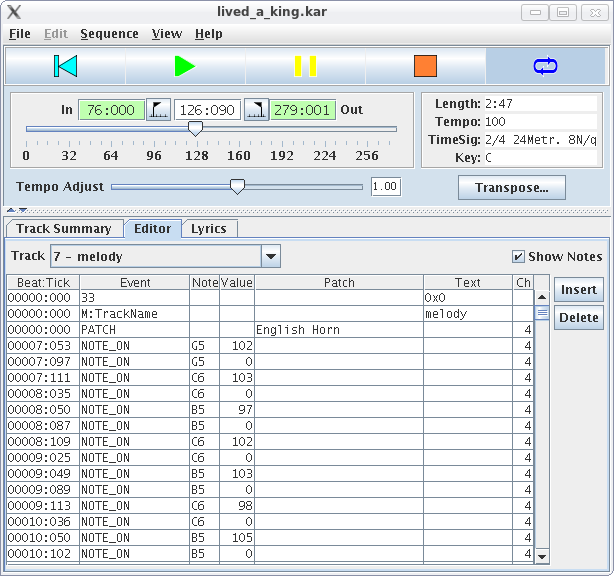 lived_a_king.kar
File Edit Sequence View Help
In 76:000 126:090 279:001 Out
0 32 64 96 128 160 192 224 256
Tempo Adjust 1.00
Length: 2:47
Tempo: 100
TimeSig: 2/4 24Metr. 8N/q
Key: C
Transpose...
Track Summary Editor Lyrics
Track 7 - melody Show Notes
Beat:Tick Event Note Value Patch Text Ch
00000:000 33 0x0
00000:000 M:TrackName melody
00000:000 PATCH English Horn 4
00007:053 NOTE_ON G5 102 4
00007:097 NOTE_ON G5 0 4
00007:111 NOTE_ON C6 103 4
00008:035 NOTE_ON C6 0 4
00008:050 NOTE_ON B5 97 4
00008:087 NOTE_ON B5 0 4
00008:109 NOTE_ON C6 102 4
00009:025 NOTE_ON C6 0 4
00009:049 NOTE_ON B5 103 4
00009:089 NOTE_ON B5 0 4
00009:113 NOTE_ON C6 98 4
00010:036 NOTE_ON C6 0 4
00010:050 NOTE_ON B5 105 4
00010:102 NOTE_ON B5 0 4
Insert
Delete